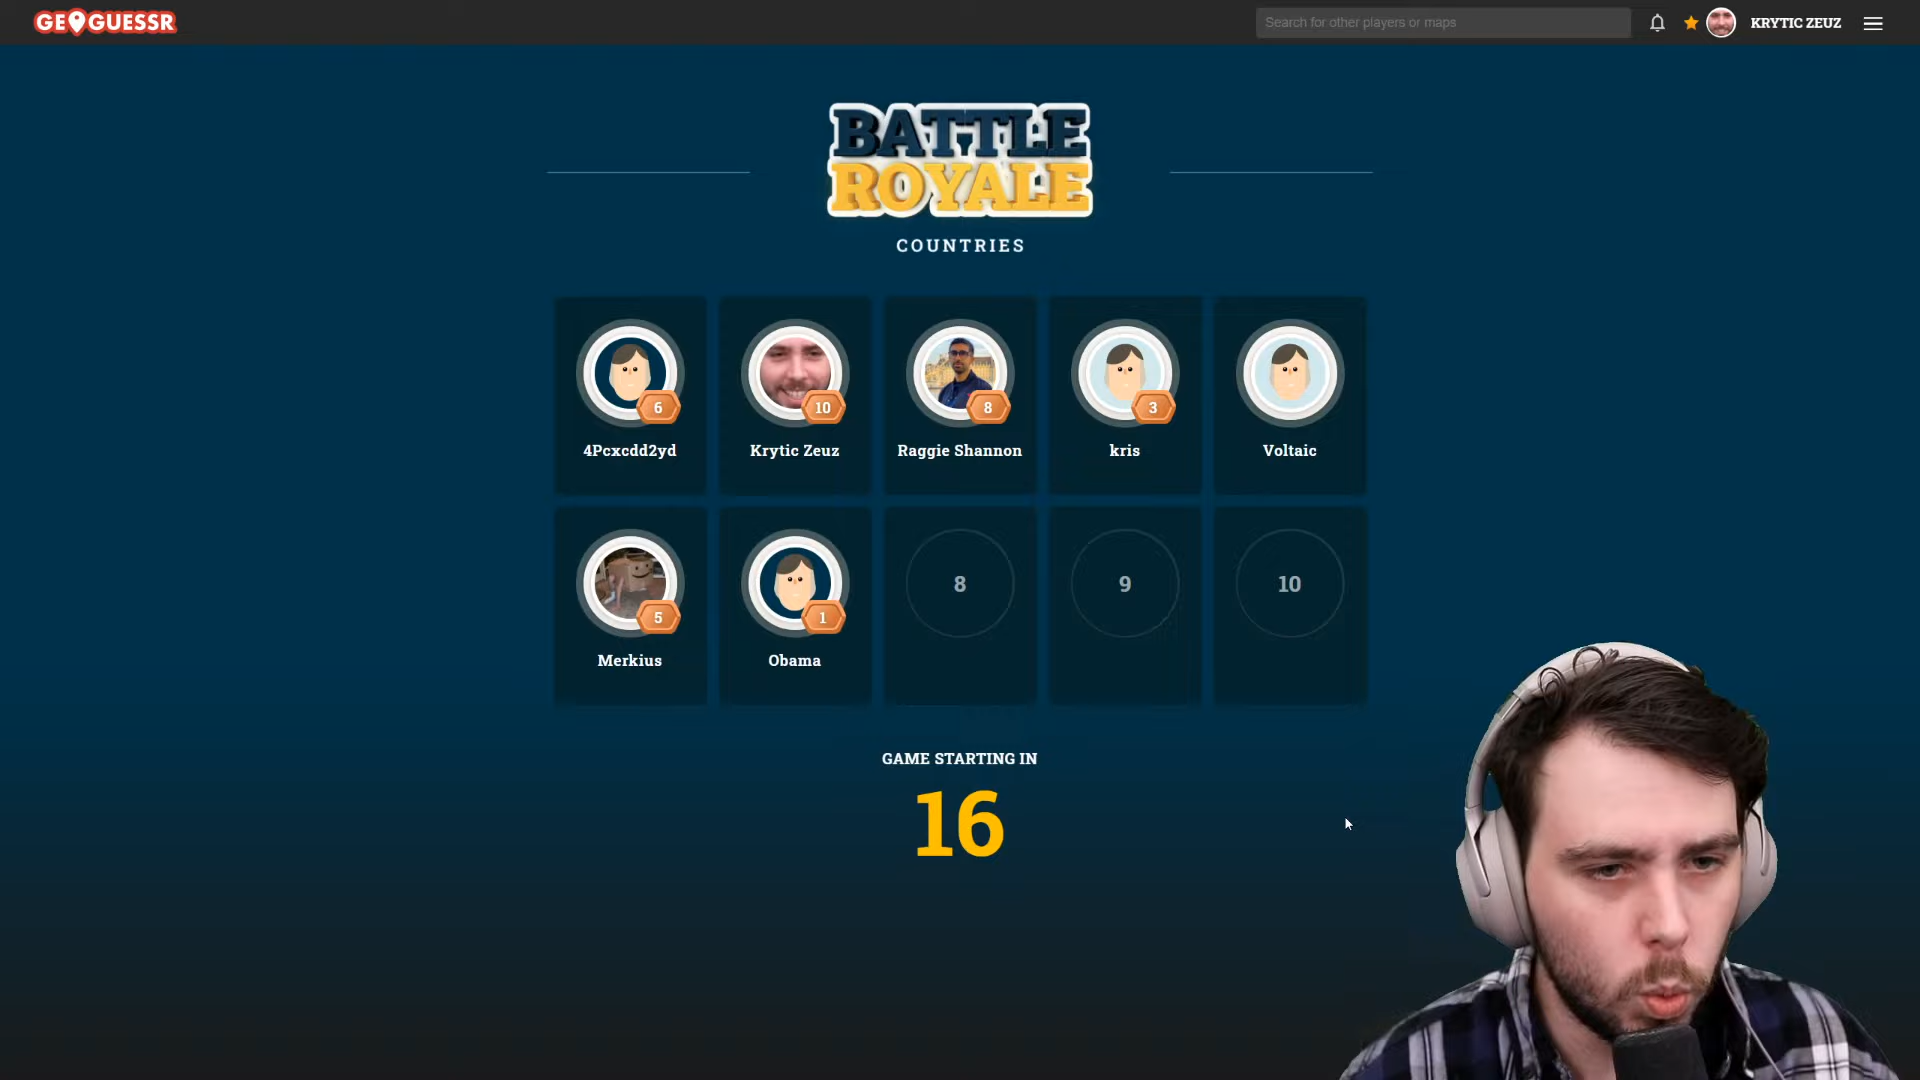 GEOGUESSR
Search for other players or maps
KRYTIC ZEUZ
BATTLE
ROYALE
COUNTRIES
6
10
8
3
4Pcxcdd2yd
Krytic Zeuz
Raggie Shannon
kris
Voltaic
5
1
8
9
10
Merkius
Obama
GAME STARTING IN
16